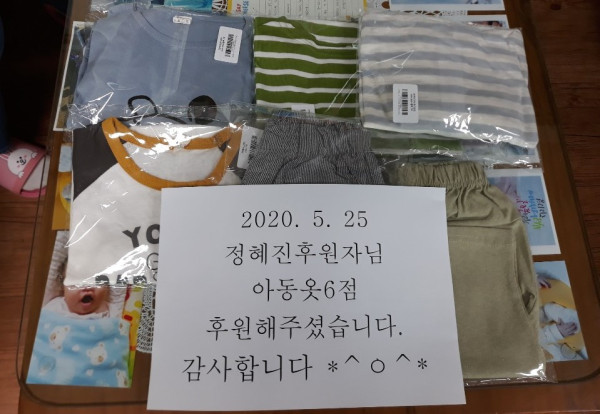 2020. 5. 25
정혜진후원자님
아동옷6점
후원해주셨습니다.
감사합니다 *^ㅇ^*
YO